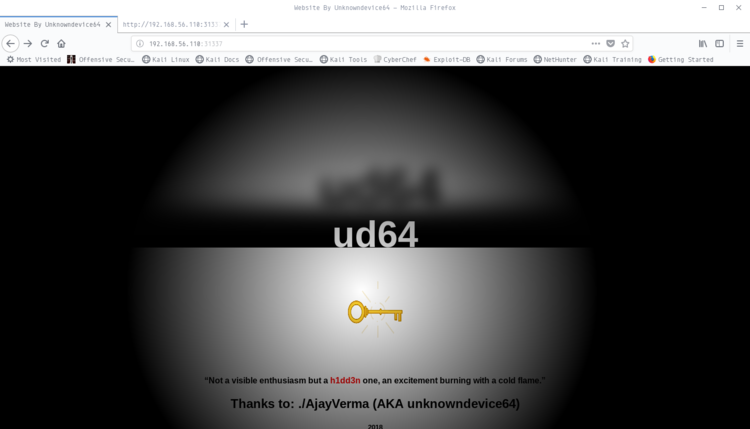 Website By Unknowndevice64 - Mozilla Firefox
Website By Unknowndevice64
http://192.168.56.110:3133
192.168.56.110:31337
Most Visited Offensive Secu… Kali Linux Kali Docs Offensive Secu… Kali Tools CyberChef Exploit-DB Kali Forums NetHunter Kali Training Getting Started
ud64
“Not a visible enthusiasm but a h1dd3n one, an excitement burning with a cold flame.”
Thanks to: ./AjayVerma (AKA unknowndevice64)
2018